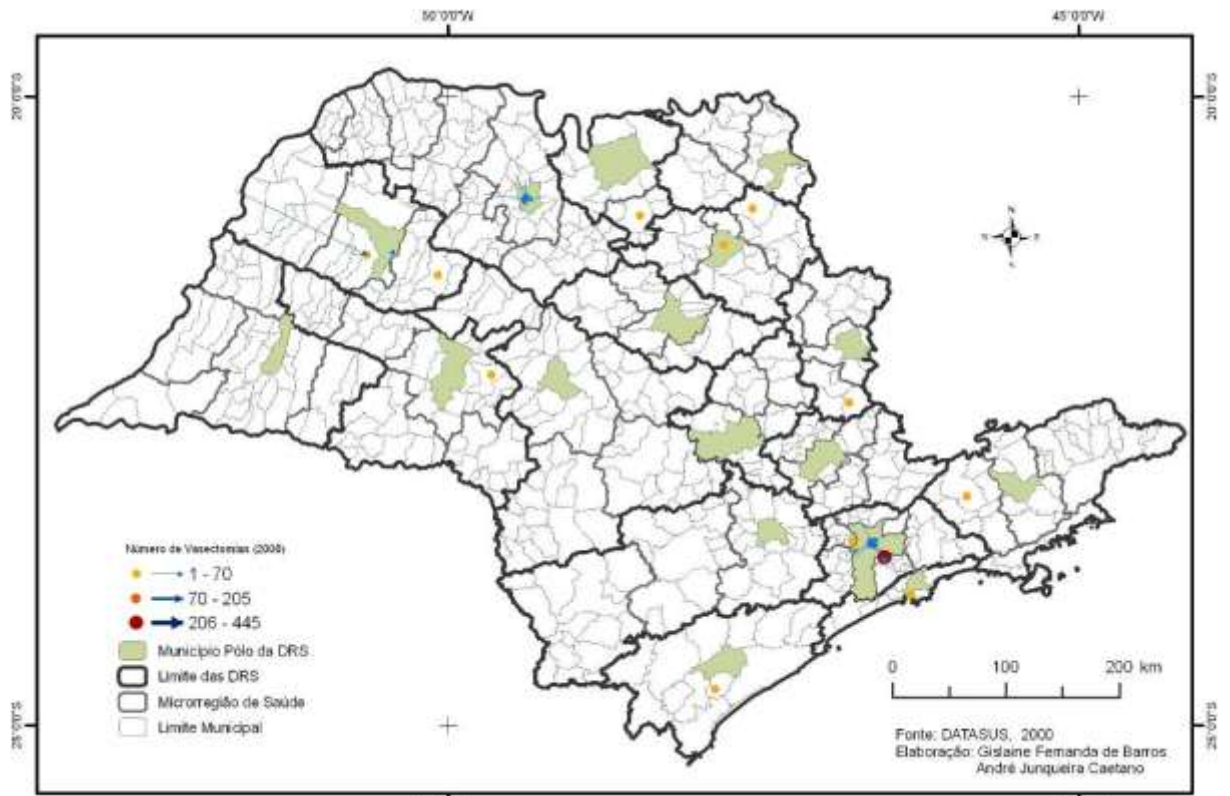 50°0'0"W
45°0'0"W
20°0'0"S
20°0'0"S
N
S
Número de Vasectomias (2000)
1 - 70
70 - 205
206 - 445
Município Pólo da DRS
Limite das DRS
Microrregião de Saúde
Limite Municipal
0 100 200 km
25°0'0"S
25°0'0"S
Fonte: DATASUS, 2000
Elaboração: Gislaine Fernanda de Barros
André Junqueira Caetano